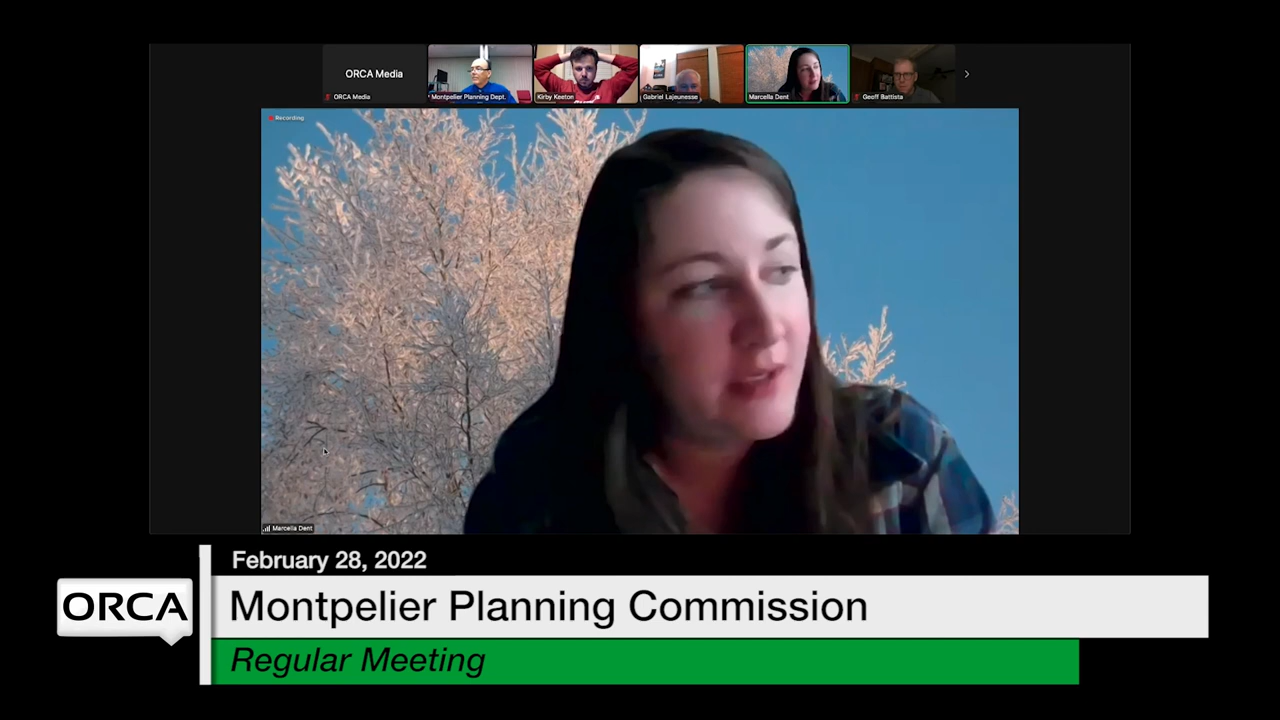 ORCA Media
ORCA Media
Montpelier Planning Dept.
Kirby Keeton
Gabriel Lajeunesse
Marcella Dent
Geoff Battista
Recording
Marcella Dent
February 28, 2022
ORCA
Montpelier Planning Commission
Regular Meeting